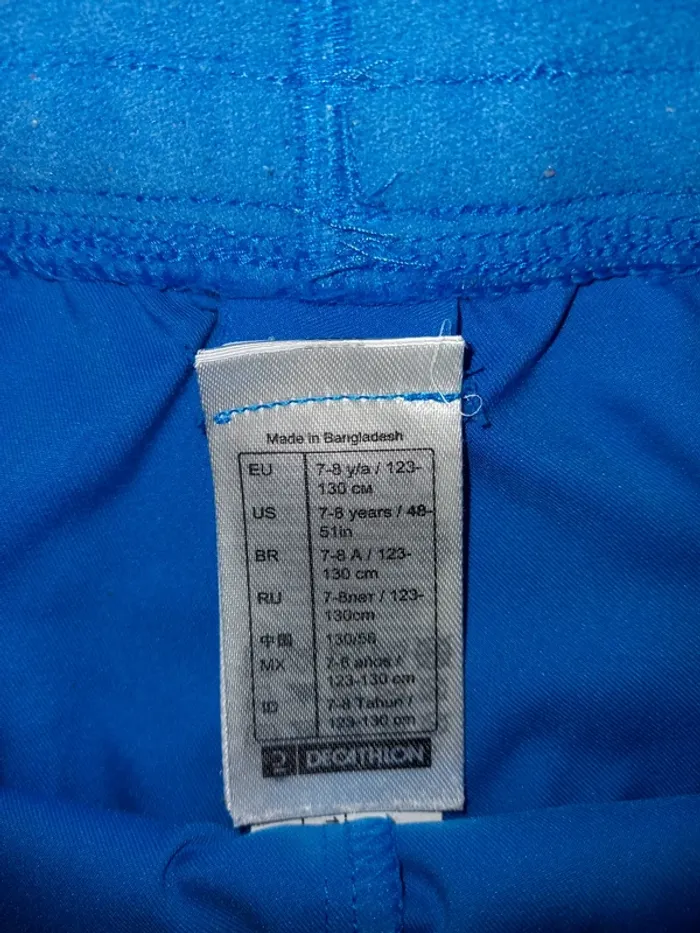 Made in Bangladesh
EU 7-8 y/a / 123-
130 см
US 7-8 years / 48-
51in
BR 7-8 A / 123-
130 cm
RU 7-8лет / 123-
130cm
中国 130/56
MX 7-8 años /
123-130 cm
ID 7-8 Tahun /
123-130 cm
DECATHLON